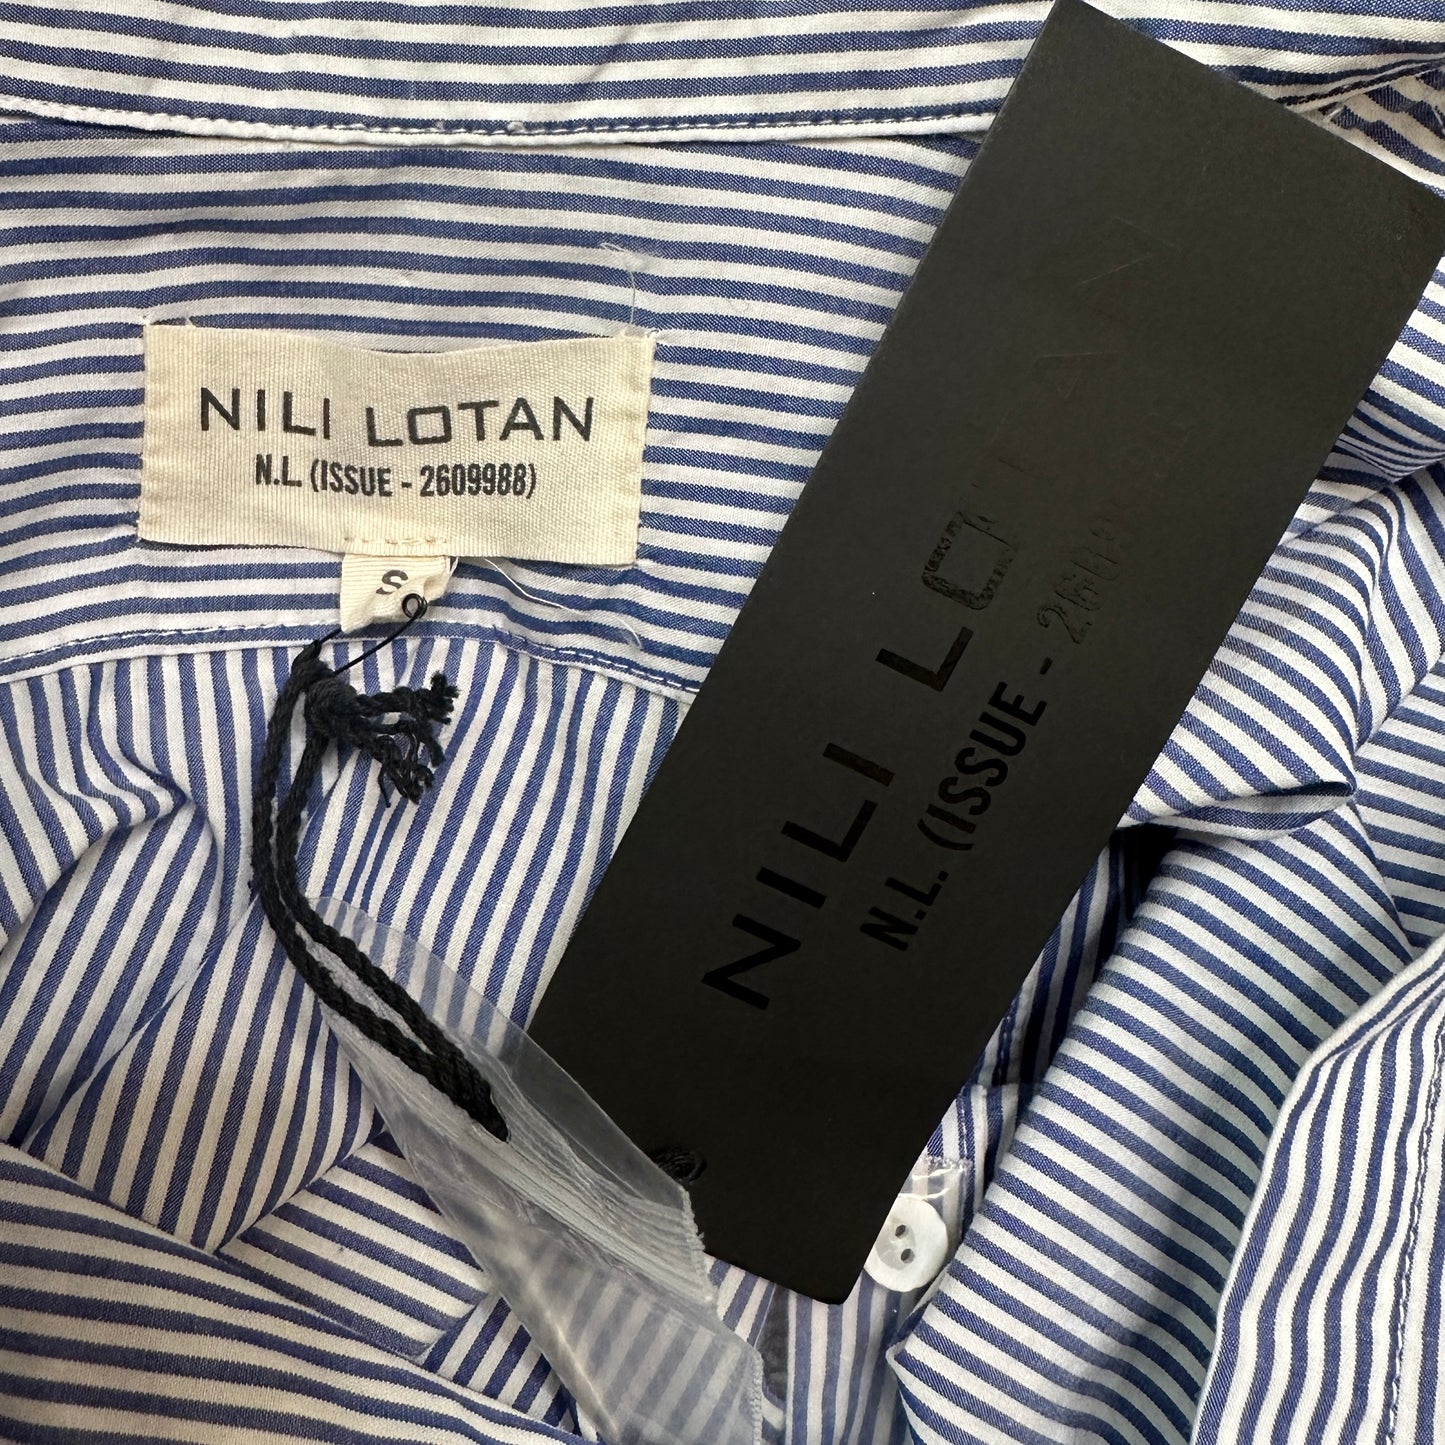 NILI LOTAN
N.L. (ISSUE - 2609988)
S
NILI LOTAN
N.L. (ISSUE -